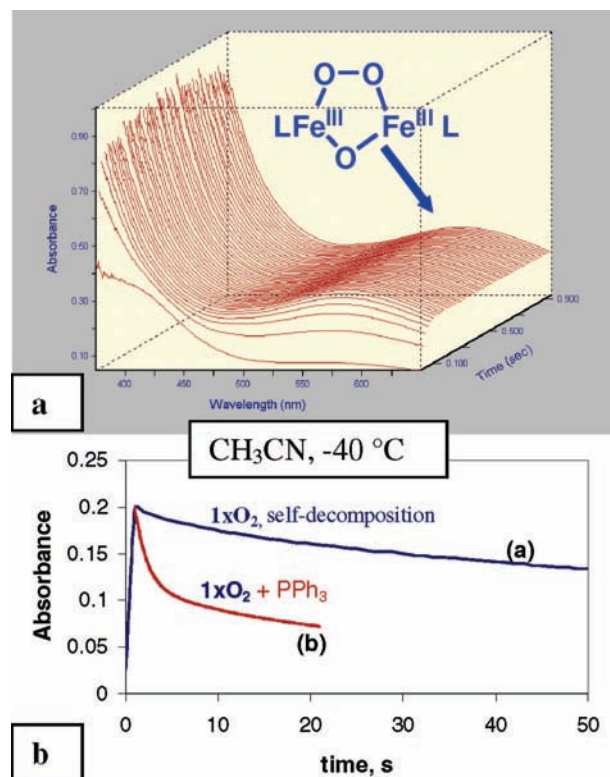 O—O
LFeIII FeIII L
O
0.90
0.70
0.50
0.30
0.10
Absorbance
400 450 500 550 600
Wavelength (nm)
0.100
0.500
0.900
Time (sec)
a
CH3CN, -40 °C
0.25
0.2
0.15
0.1
0.05
0
Absorbance
1xO2, self-decomposition
(a)
1xO2 + PPh3
(b)
0 10 20 30 40 50
time, s
b